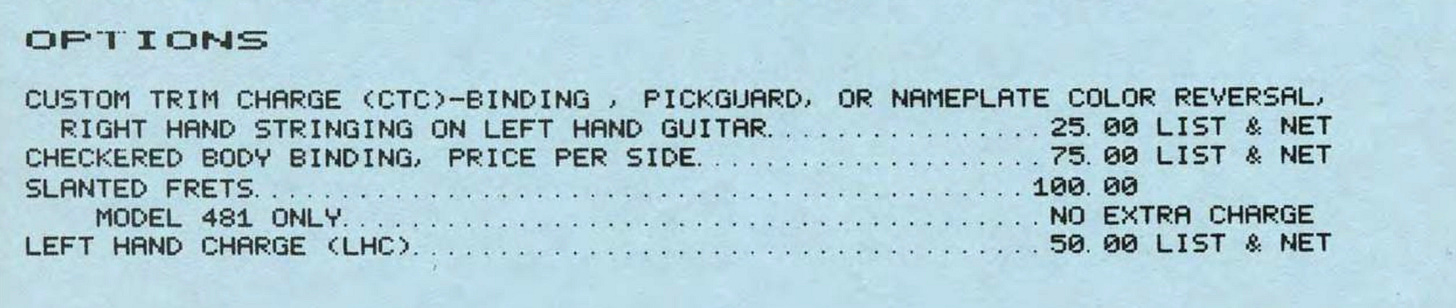 OPTIONS
CUSTOM TRIM CHARGE (CTC)-BINDING , PICKGUARD, OR NAMEPLATE COLOR REVERSAL,
RIGHT HAND STRINGING ON LEFT HAND GUITAR................25.00 LIST & NET
CHECKERED BODY BINDING, PRICE PER SIDE....................75.00 LIST & NET
SLANTED FRETS............................................100.00
MODEL 481 ONLY........................................NO EXTRA CHARGE
LEFT HAND CHARGE (LHC)....................................50.00 LIST & NET